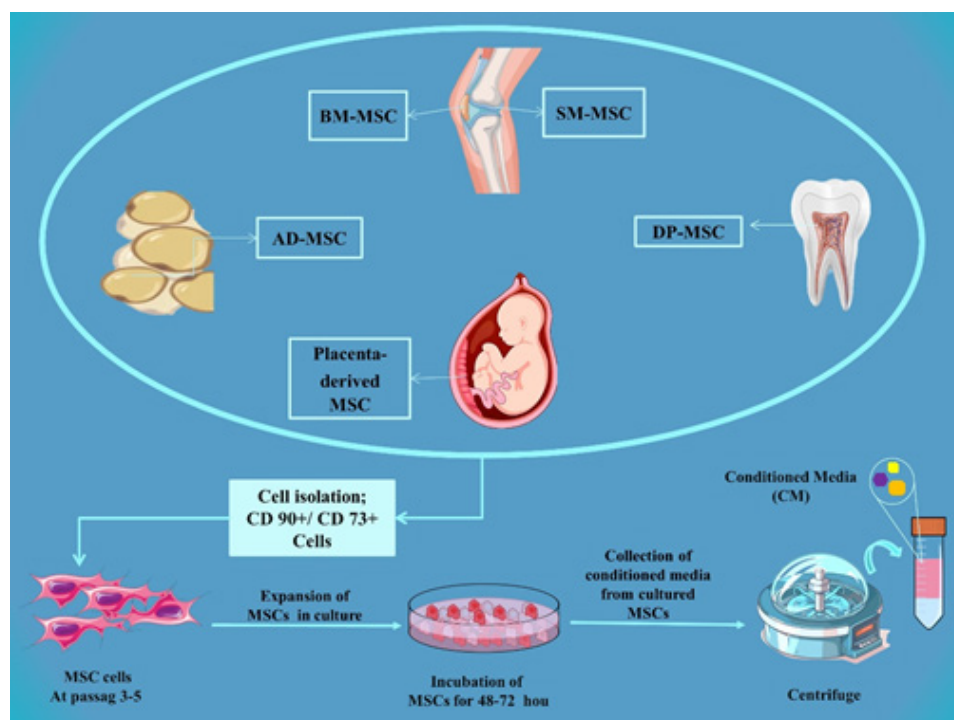 BM-MSC
SM-MSC
AD-MSC
DP-MSC
Placenta-
derived
MSC
Cell isolation;
CD 90+/ CD 73+
Cells
Conditioned Media
(CM)
Expansion of
MSCs in culture
Collection of
conditioned media
from cultured
MSCs
MSC cells
At passag 3-5
Incubation of
MSCs for 48-72 hou
Centrifuge